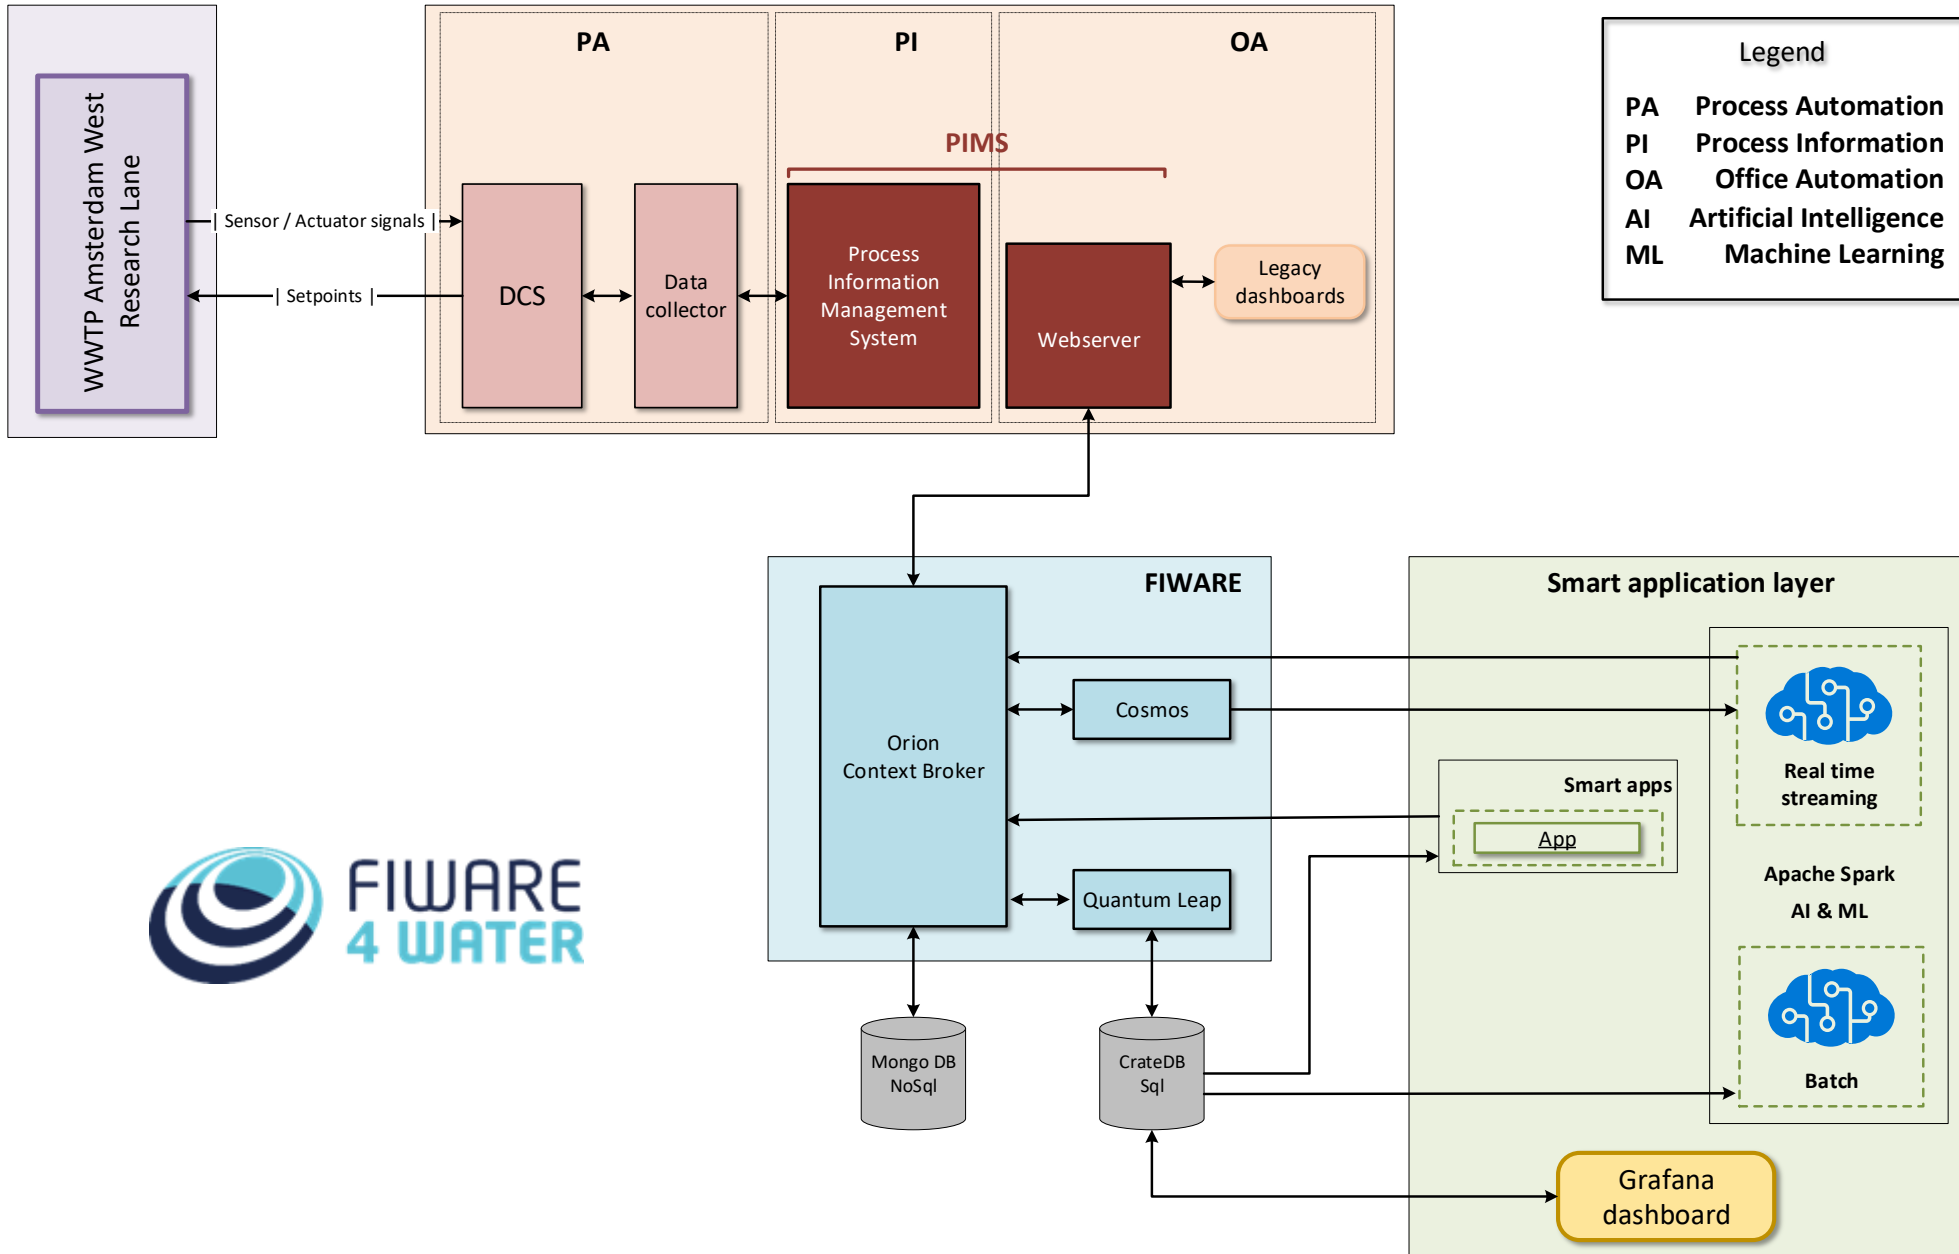 WWTP Amsterdam West
Research Lane
| Sensor / Actuator signals |
| Setpoints |
PA
PI
OA
PIMS
DCS
Data
collector
Process
Information
Management
System
Webserver
Legacy
dashboards
Legend
PA Process Automation
PI Process Information
OA Office Automation
AI Artificial Intelligence
ML Machine Learning
FIWARE
Orion
Context Broker
Cosmos
Quantum Leap
Mongo DB
NoSql
CrateDB
Sql
Smart application layer
Smart apps
App
Real time
streaming
Apache Spark
AI & ML
Batch
Grafana
dashboard
FIWARE
4 WATER